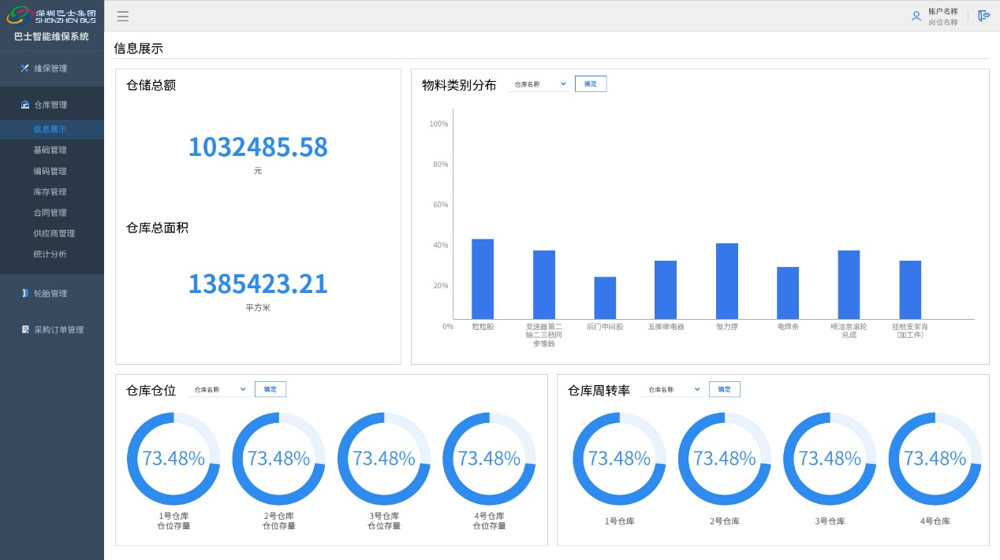 深圳巴士集团
SHENZHEN BUS
巴士智能维保系统
维保管理
仓库管理
信息展示
基础管理
编码管理
库存管理
合同管理
供应商管理
统计分析
轮胎管理
采购订单管理
账户名称
岗位名称
信息展示
仓储总额
1032485.58
元
仓库总面积
1385423.21
平方米
物料类别分布
仓库名称
确定
100%
80%
60%
40%
20%
0%
粒粒胶
变速器第二
轴二三档同
步锥毂
后门中间胶
五脚继电器
恒力撑
电焊条
喷油泵滚轮
总成
挂档支架肖
（加工件）
仓库仓位
仓库名称
确定
73.48%
73.48%
73.48%
73.48%
1号仓库
仓位存量
2号仓库
仓位存量
3号仓库
仓位存量
4号仓库
仓位存量
仓库周转率
仓库名称
确定
73.48%
73.48%
73.48%
73.48%
1号仓库
2号仓库
3号仓库
4号仓库